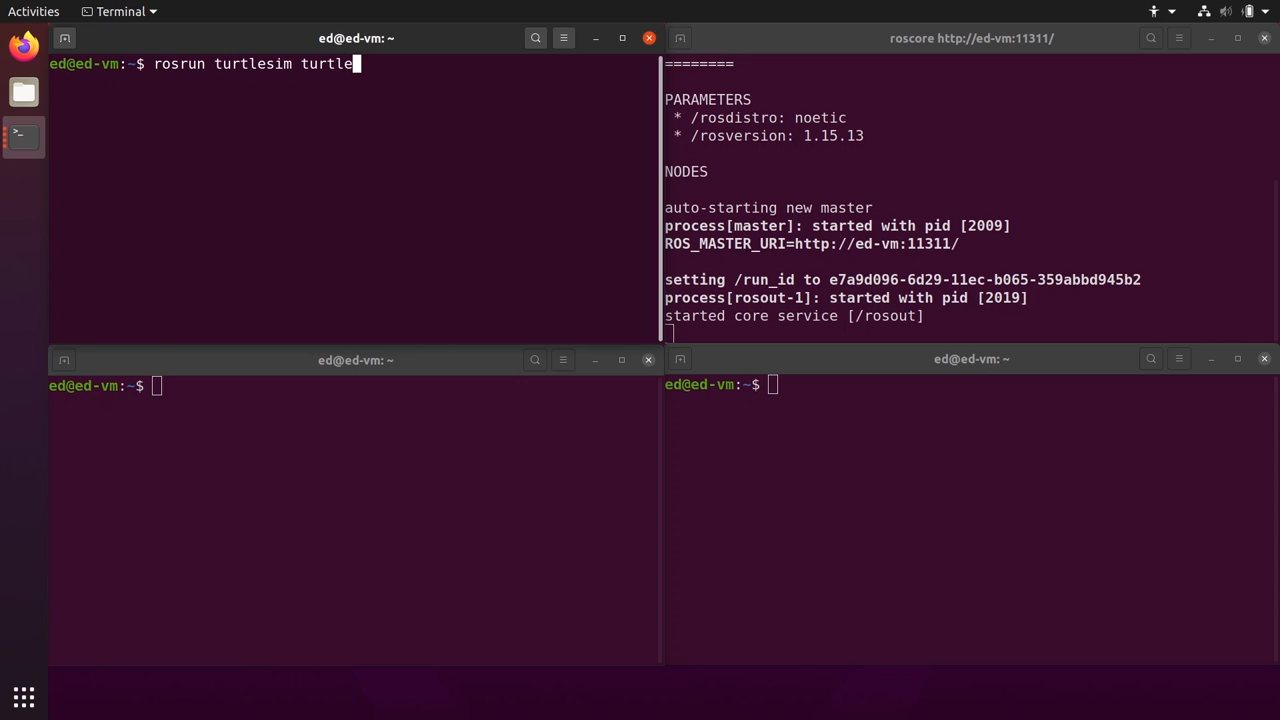 Activities
Terminal
ed@ed-vm: ~
ed@ed-vm:~$ rosrun turtlesim turtle
roscore http://ed-vm:11311/
========
PARAMETERS
* /rosdistro: noetic
* /rosversion: 1.15.13
NODES
auto-starting new master
process[master]: started with pid [2009]
ROS_MASTER_URI=http://ed-vm:11311/
setting /run_id to e7a9d096-6d29-11ec-b065-359abbd945b2
process[rosout-1]: started with pid [2019]
started core service [/rosout]
ed@ed-vm: ~
ed@ed-vm:~$
ed@ed-vm: ~
ed@ed-vm:~$